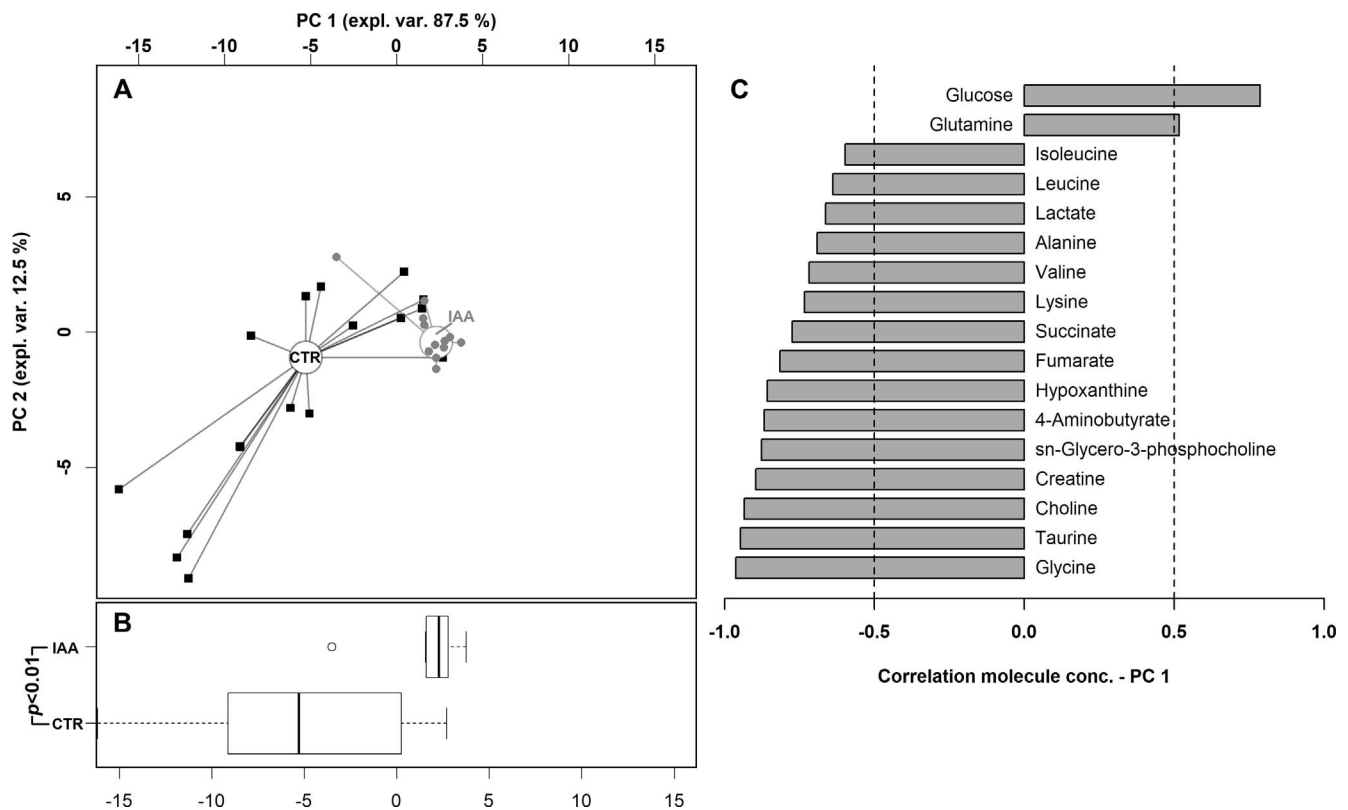 PC 1 (expl. var. 87.5 %)
-15 -10 -5 0 5 10 15
A
PC 2 (expl. var. 12.5 %)
5
0
-5
IAA
CTR
B
IAA
CTR
p<0.01
-15 -10 -5 0 5 10 15
C
Glucose
Glutamine
Isoleucine
Leucine
Lactate
Alanine
Valine
Lysine
Succinate
Fumarate
Hypoxanthine
4-Aminobutyrate
sn-Glycero-3-phosphocholine
Creatine
Choline
Taurine
Glycine
-1.0 -0.5 0.0 0.5 1.0
Correlation molecule conc. - PC 1